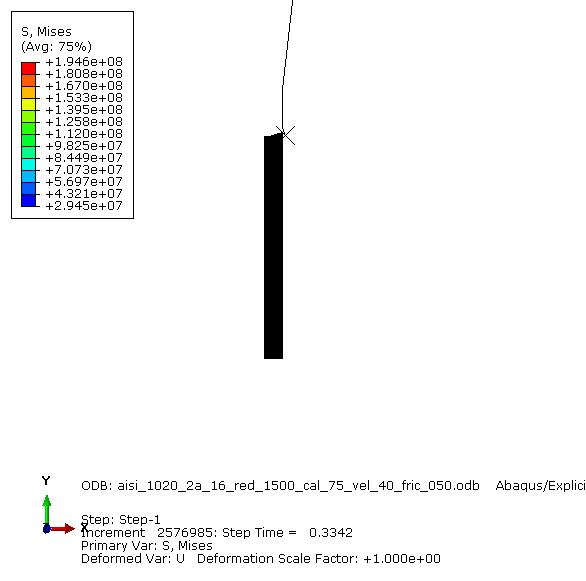 S, Mises
(Avg: 75%)
+1.946e+08
+1.808e+08
+1.670e+08
+1.533e+08
+1.395e+08
+1.258e+08
+1.120e+08
+9.825e+07
+8.449e+07
+7.073e+07
+5.697e+07
+4.321e+07
+2.945e+07
Y
ODB: aisi_1020_2a_16_red_1500_cal_75_vel_40_fric_050.odb Abaqus/Explici
Step: Step-1
Z X
Increment 2576985: Step Time = 0.3342
Primary Var: S, Mises
Deformed Var: U Deformation Scale Factor: +1.000e+00